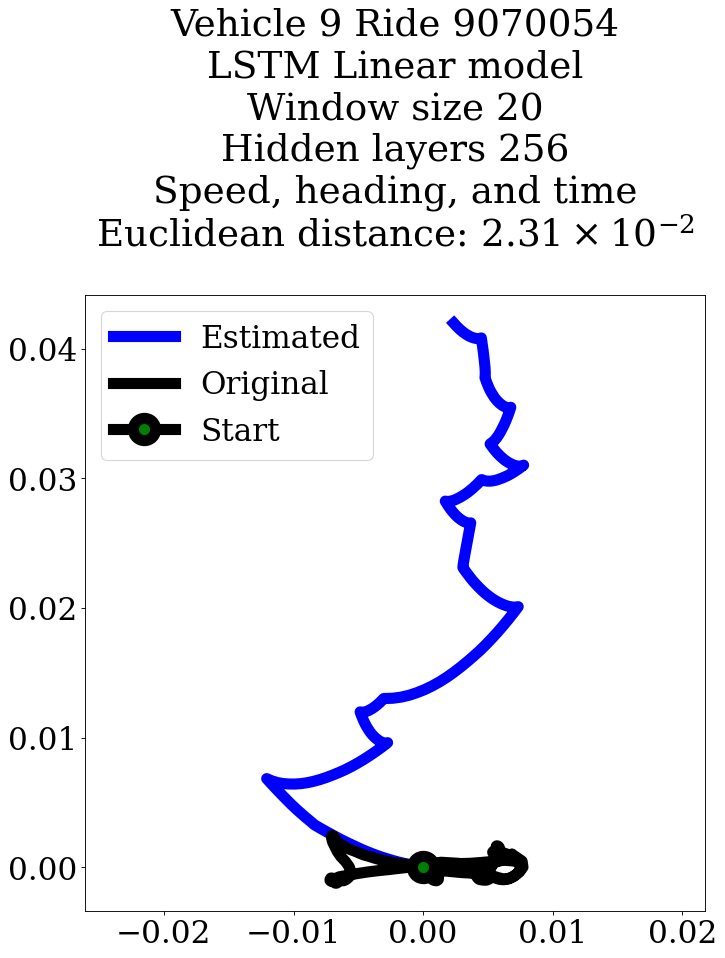 Vehicle 9 Ride 9070054
LSTM Linear model
Window size 20
Hidden layers 256
Speed, heading, and time
Euclidean distance: 2.31 × 10⁻²
Estimated
Original
Start
0.04
0.03
0.02
0.01
0.00
−0.02 −0.01 0.00 0.01 0.02